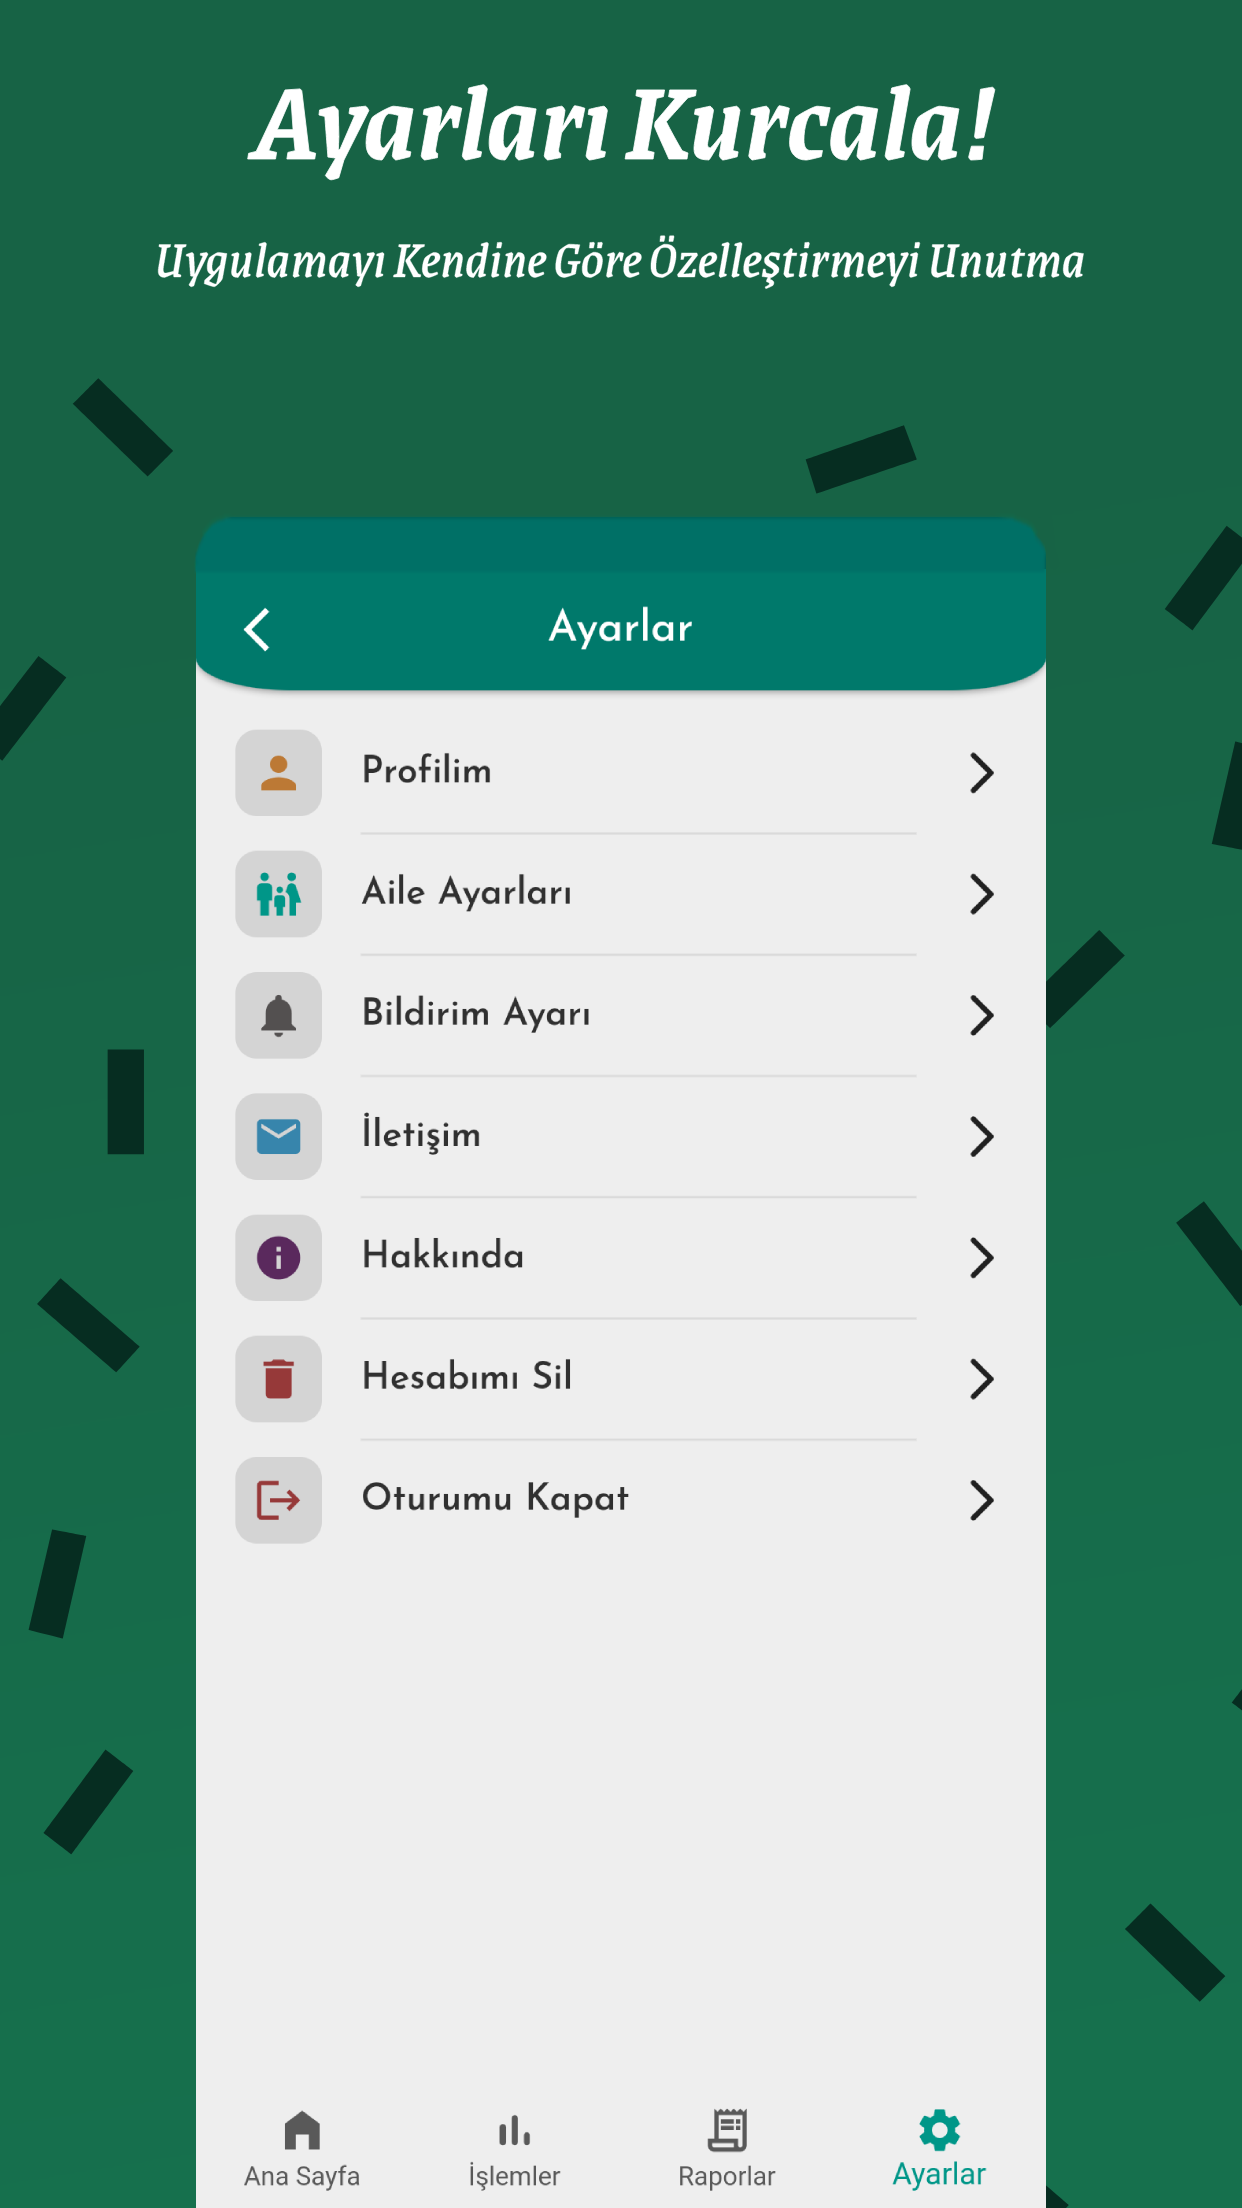 Ayarları Kurcala!
Uygulamayı Kendine Göre Özelleştirmeyi Unutma
Ayarlar
Profilim
Aile Ayarları
Bildirim Ayarı
İletişim
Hakkında
Hesabımı Sil
Oturumu Kapat
Ana Sayfa
İşlemler
Raporlar
Ayarlar